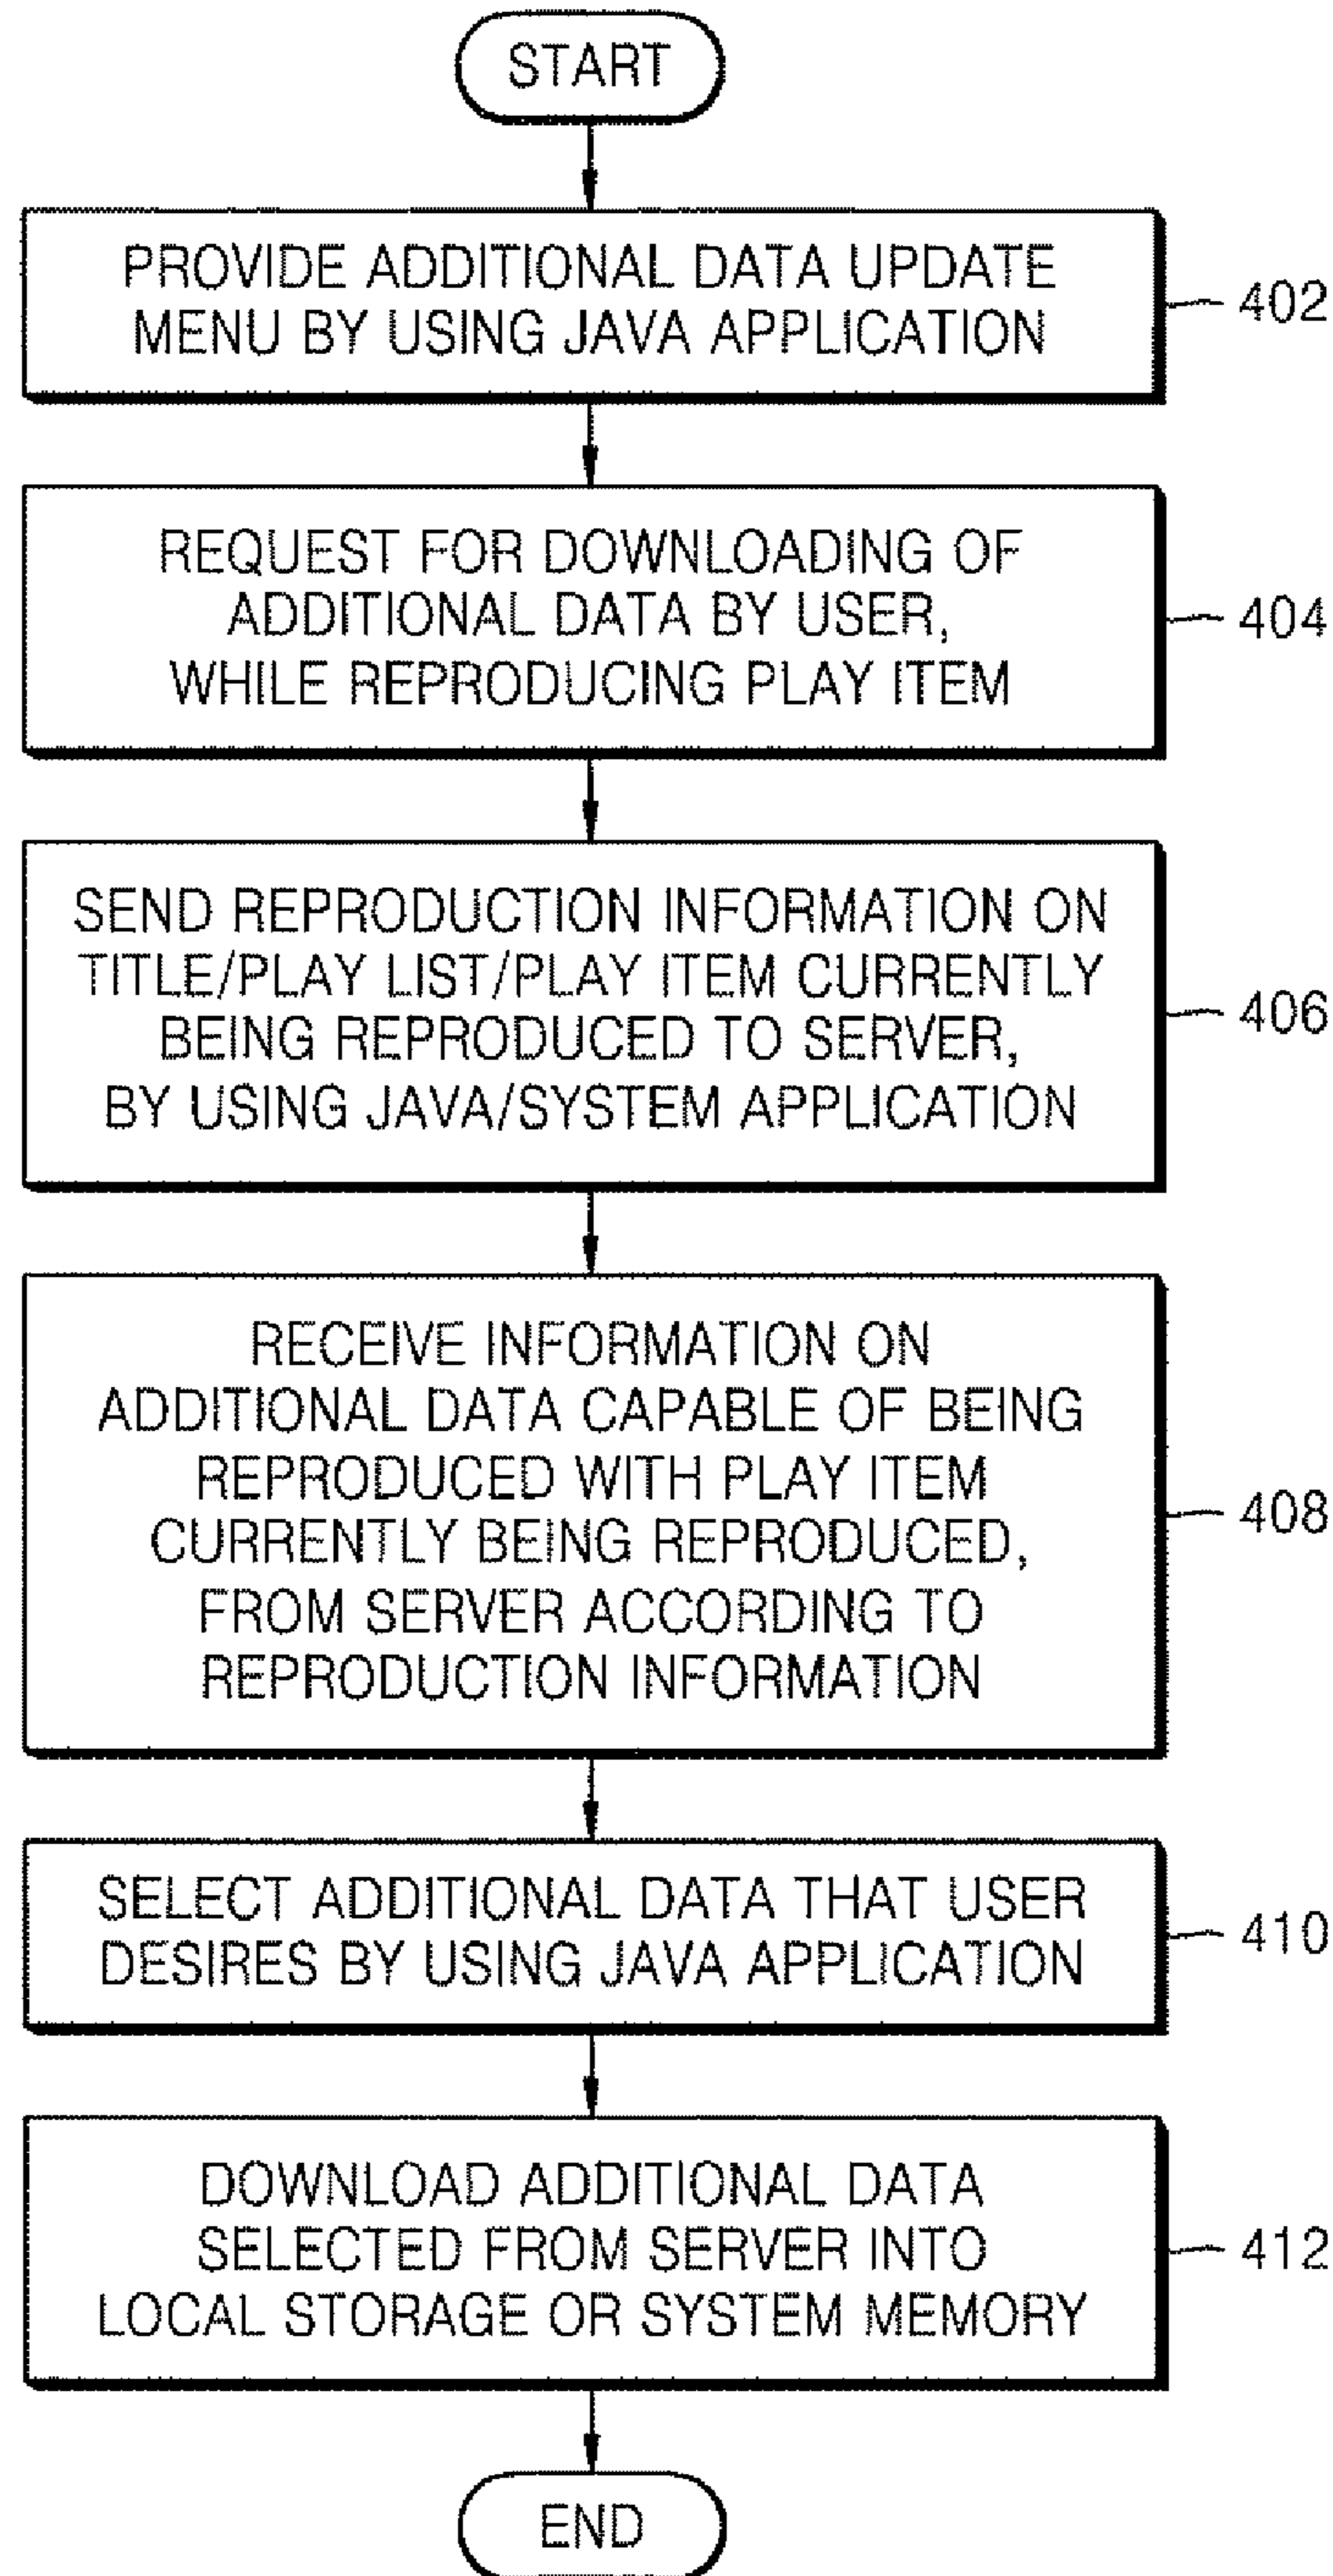 START
PROVIDE ADDITIONAL DATA UPDATE
MENU BY USING JAVA APPLICATION
402
REQUEST FOR DOWNLOADING OF
ADDITIONAL DATA BY USER,
WHILE REPRODUCING PLAY ITEM
404
SEND REPRODUCTION INFORMATION ON
TITLE/PLAY LIST/PLAY ITEM CURRENTLY
BEING REPRODUCED TO SERVER,
BY USING JAVA/SYSTEM APPLICATION
406
RECEIVE INFORMATION ON
ADDITIONAL DATA CAPABLE OF BEING
REPRODUCED WITH PLAY ITEM
CURRENTLY BEING REPRODUCED,
FROM SERVER ACCORDING TO
REPRODUCTION INFORMATION
408
SELECT ADDITIONAL DATA THAT USER
DESIRES BY USING JAVA APPLICATION
410
DOWNLOAD ADDITIONAL DATA
SELECTED FROM SERVER INTO
LOCAL STORAGE OR SYSTEM MEMORY
412
END